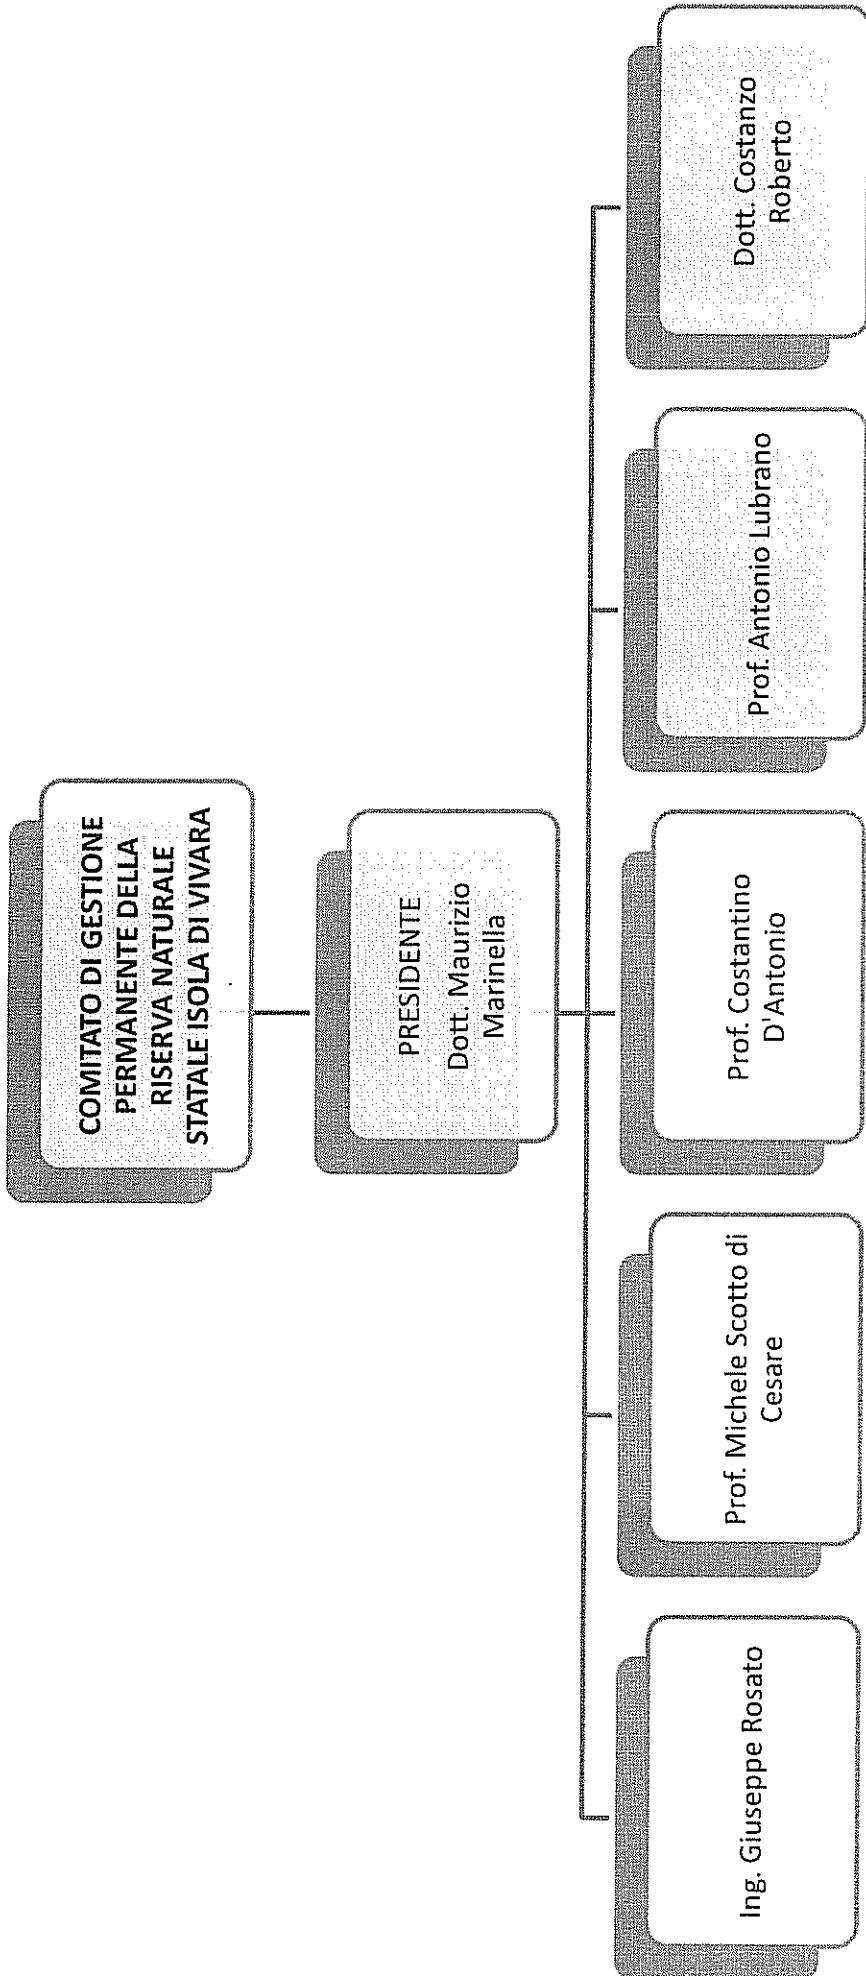 COMITATO DI GESTIONE
PERMANENTE DELLA
RISERVA NATURALE
STATALE ISOLA DI VIVARA
PRESIDENTE
Dott. Maurizio
Marinella
Ing. Giuseppe Rosato
Prof. Michele Scotto di
Cesare
Prof. Costantino
D'Antonio
Prof. Antonio Lubrano
Dott. Costanzo
Roberto